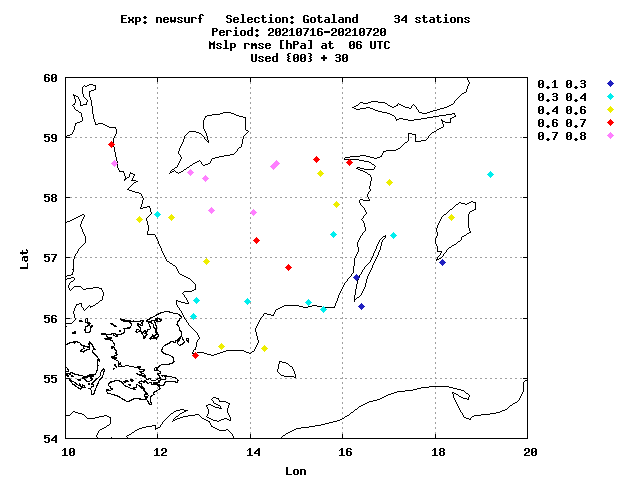 Exp: newsurf Selection: Gotaland 34 stations
Period: 20210716-20210720
Mslp rmse [hPa] at 06 UTC
Used {00} + 30
0.1 0.3
0.3 0.4
0.4 0.6
0.6 0.7
0.7 0.8
60
59
58
57
56
55
54
Lat
10 12 14 16 18 20
Lon